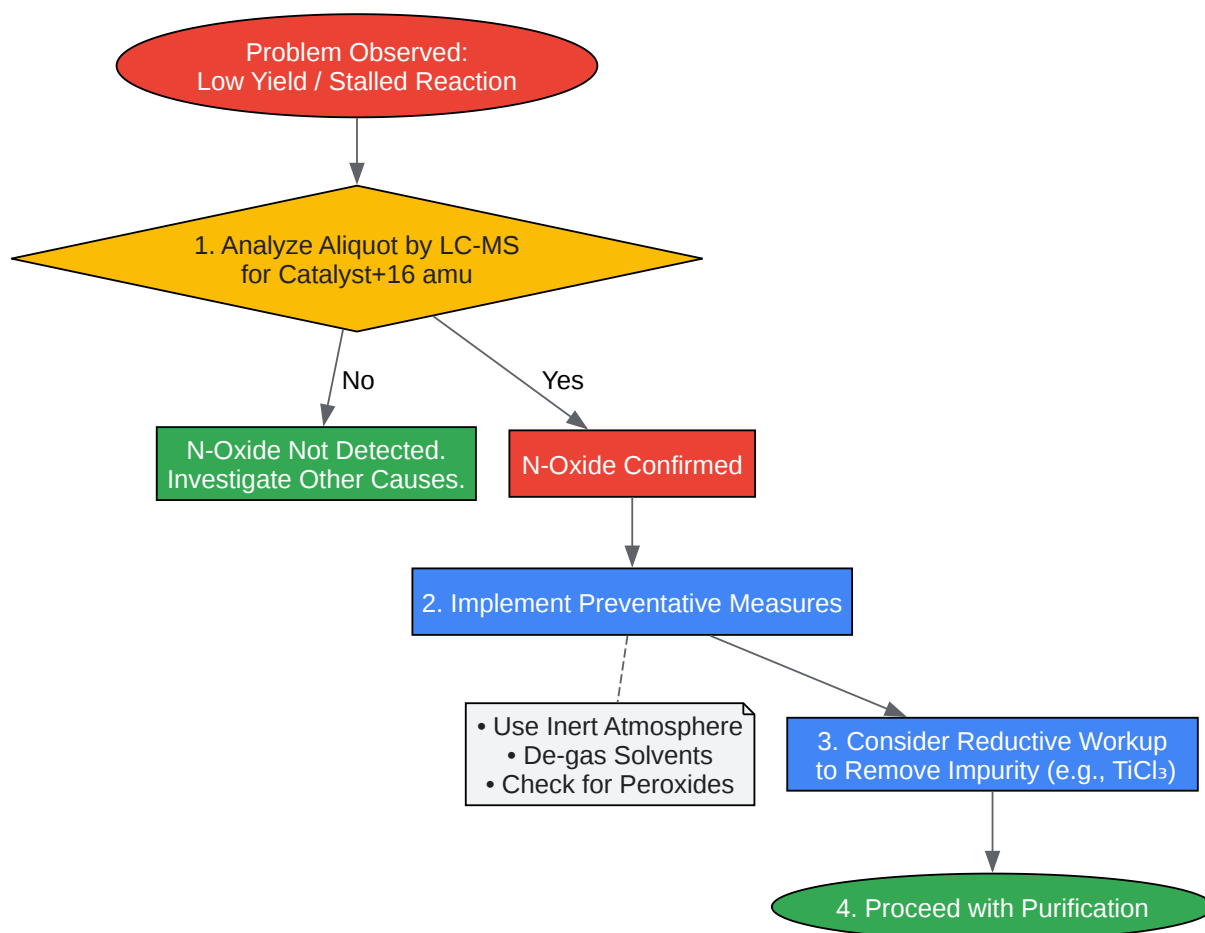 Problem Observed:
Low Yield / Stalled Reaction
1. Analyze Aliquot by LC-MS
for Catalyst+16 amu
No
Yes
N-Oxide Not Detected.
Investigate Other Causes.
N-Oxide Confirmed
2. Implement Preventative Measures
• Use Inert Atmosphere
• De-gas Solvents
• Check for Peroxides
3. Consider Reductive Workup
to Remove Impurity (e.g., TiCl₃)
4. Proceed with Purification